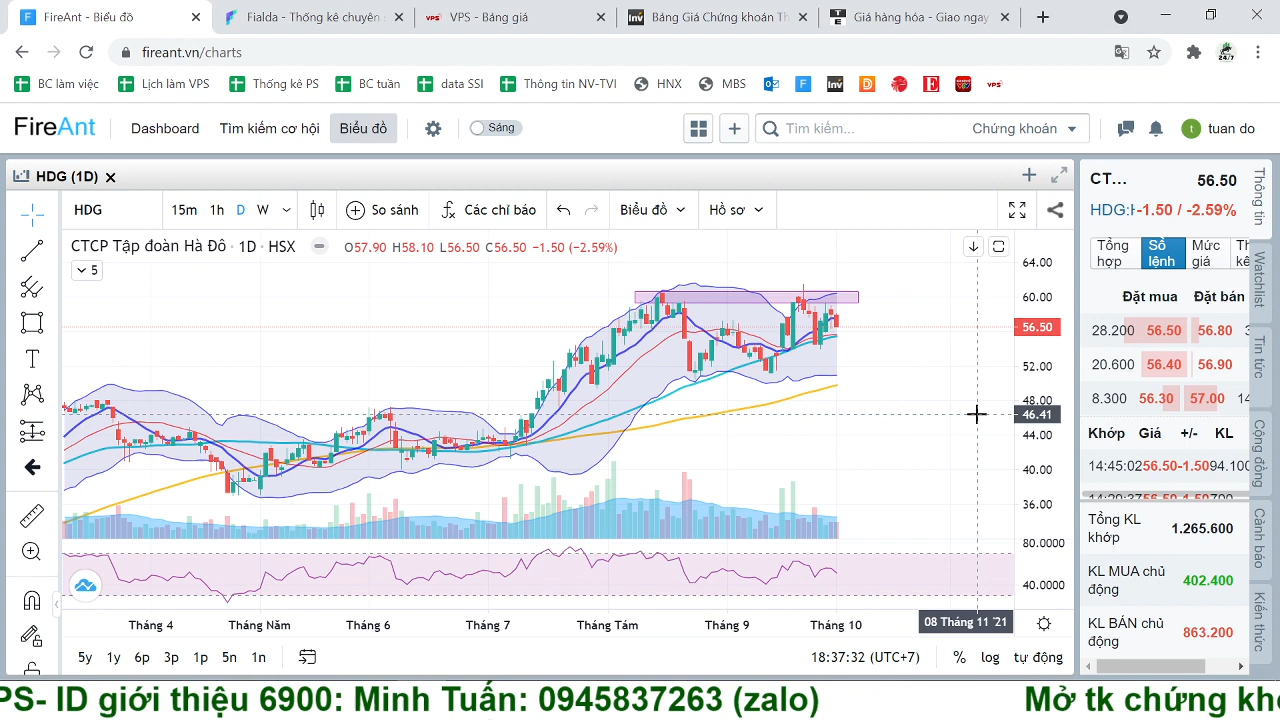 FireAnt - Biểu đồ
Fialda - Thống kê chuyên s
VPS VPS - Bảng giá
Inv Bảng Giá Chứng khoán Th
Giá hàng hóa - Giao ngay
fireant.vn/charts
BC làm việc Lịch làm VPS Thống kê PS BC tuần data SSI Thông tin NV-TVI HNX MBS
FireAnt Dashboard Tìm kiếm cơ hội Biểu đồ Sáng Tìm kiếm... Chứng khoán t tuan do
HDG (1D)
HDG 15m 1h D W So sánh Các chỉ báo Biểu đồ Hồ sơ
CTCP Tập đoàn Hà Đô · 1D · HSX O57.90 H58.10 L56.50 C56.50 −1.50 (−2.59%)
5
64.00
60.00
56.50
52.00
48.00
46.41
44.00
40.00
36.00
80.0000
40.0000
Tháng 4 Tháng Năm Tháng 6 Tháng 7 Tháng Tám Tháng 9 Tháng 10 08 Tháng 11 '21
5y 1y 6p 3p 1p 5n 1n 18:37:32 (UTC+7) % log tự động
CT... 56.50
HDG:H -1.50 / -2.59%
Tổng hợp Sổ lệnh Mức giá Th kê
Đặt mua Đặt bán
28.200 56.50 56.80 3
20.600 56.40 56.90
8.300 56.30 57.00 14
Khớp Giá +/- KL
14:45:02 56.50 -1.50 94.100
Tổng KL khớp 1.265.600
KL MUA chủ động 402.400
KL BÁN chủ động 863.200
Thông tin
Watchlist
Tin tức
Cộng đồng
Cảnh báo
Kiến thức
PS- ID giới thiệu 6900: Minh Tuấn: 0945837263 (zalo) Mở tk chứng kho